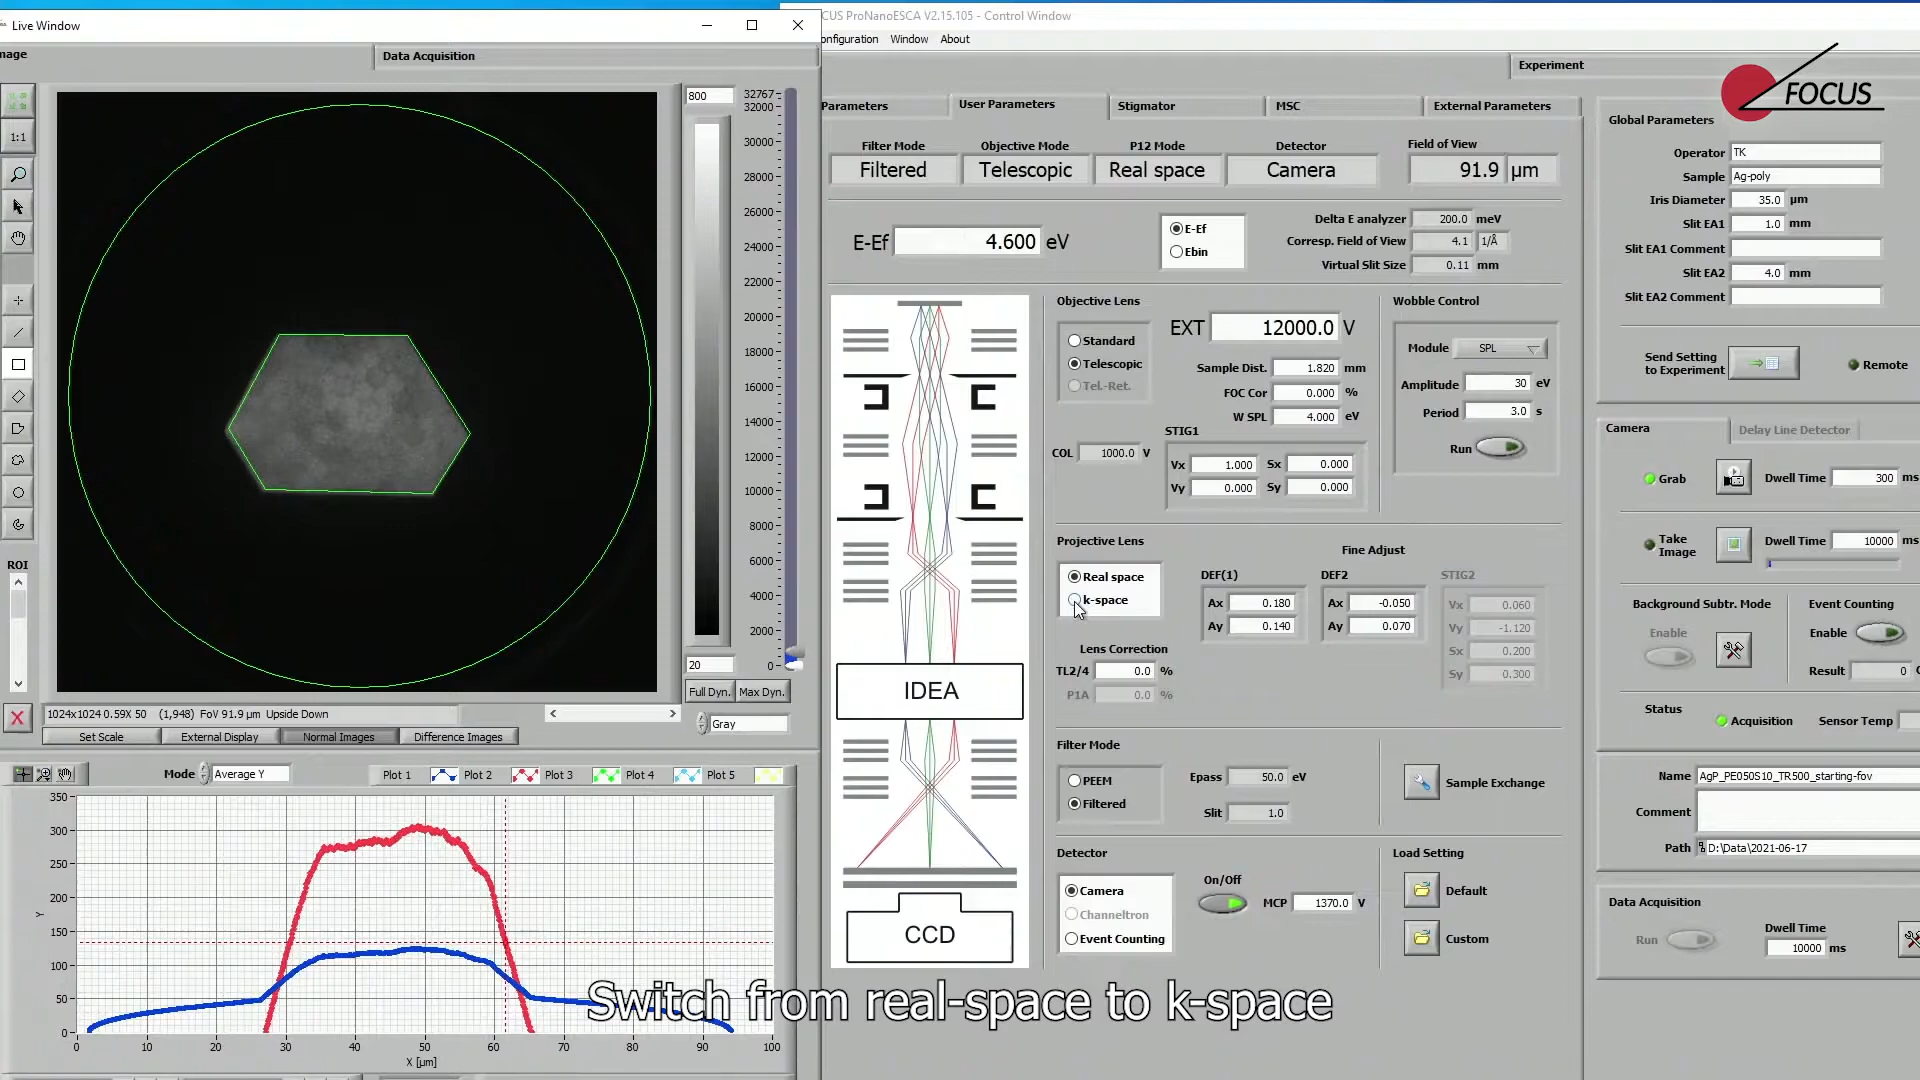 Live Window
mage
Data Acquisition
1:1
ROI
800
32767
32000
30000
28000
26000
24000
22000
20000
18000
16000
14000
12000
10000
8000
6000
4000
2000
0
20
Full Dyn.
Max Dyn.
Gray
1024x1024 0.59X 50 (1,948) FoV 91.9 µm Upside Down
Set Scale
External Display
Normal Images
Difference Images
Mode
Average Y
Plot 1
Plot 2
Plot 3
Plot 4
Plot 5
350
300
250
200
150
100
50
0
Y
0 10 20 30 40 50 60 70 80 90 100
X [µm]
CUS ProNanoESCA V2.15.105 - Control Window
onfiguration Window About
Experiment
FOCUS
Parameters
User Parameters
Stigmator
MSC
External Parameters
Filter Mode
Filtered
Objective Mode
Telescopic
P12 Mode
Real space
Detector
Camera
Field of View
91.9 µm
E-Ef 4.600 eV
E-Ef
Ebin
Delta E analyzer 200.0 meV
Corresp. Field of View 4.1 1/Å
Virtual Slit Size 0.11 mm
IDEA
CCD
Objective Lens
Standard
Telescopic
Tel.-Ret.
EXT 12000.0 V
Sample Dist. 1.820 mm
FOC Cor 0.000 %
W SPL 4.000 eV
COL 1000.0 V
STIG1
Vx 1.000 Sx 0.000
Vy 0.000 Sy 0.000
Wobble Control
Module SPL
Amplitude 30 eV
Period 3.0 s
Run
Projective Lens
Real space
k-space
Fine Adjust
DEF(1)
Ax 0.180
Ay 0.140
DEF2
Ax -0.050
Ay 0.070
STIG2
Vx 0.060
Vy -1.120
Sx 0.200
Sy 0.300
Lens Correction
TL2/4 0.0 %
P1A 0.0 %
Filter Mode
PEEM
Filtered
Epass 50.0 eV
Slit 1.0
Sample Exchange
Detector
Camera
Channeltron
Event Counting
On/Off
MCP 1370.0 V
Load Setting
Default
Custom
Global Parameters
Operator TK
Sample Ag-poly
Iris Diameter 35.0 µm
Slit EA1 1.0 mm
Slit EA1 Comment
Slit EA2 4.0 mm
Slit EA2 Comment
Send Setting
to Experiment
Remote
Camera
Delay Line Detector
Grab
Dwell Time 300 ms
Take
Image
Dwell Time 10000 ms
Background Subtr. Mode
Enable
Event Counting
Enable
Result 0
Status
Acquisition
Sensor Temp
Name AgP_PE050S10_TR500_starting-fov
Comment
Path D:\Data\2021-06-17
Data Acquisition
Run
Dwell Time
10000 ms
Switch from real-space to k-space